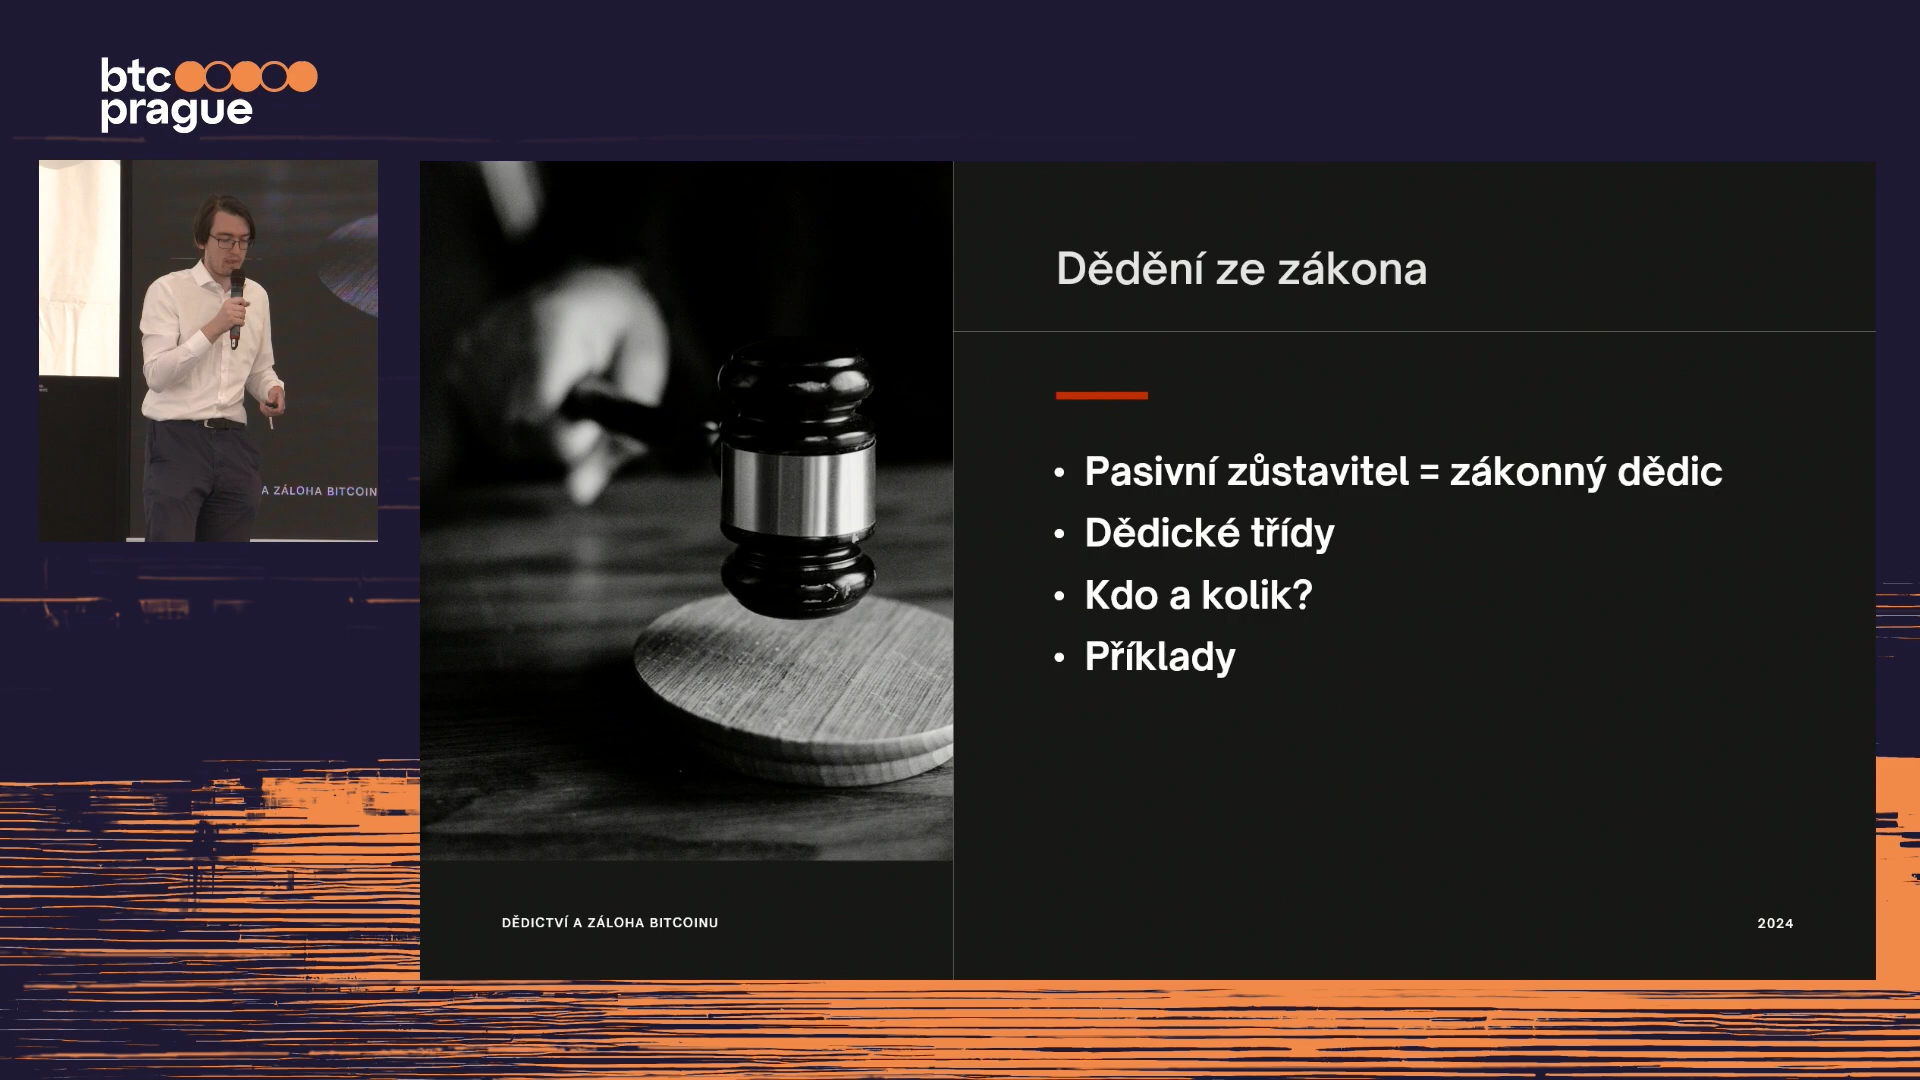 btc
prague
A ZÁLOHA BITCOIN
Dědění ze zákona
• Pasivní zůstavitel = zákonný dědic
• Dědické třídy
• Kdo a kolik?
• Příklady
DĚDICTVÍ A ZÁLOHA BITCOINU
2024